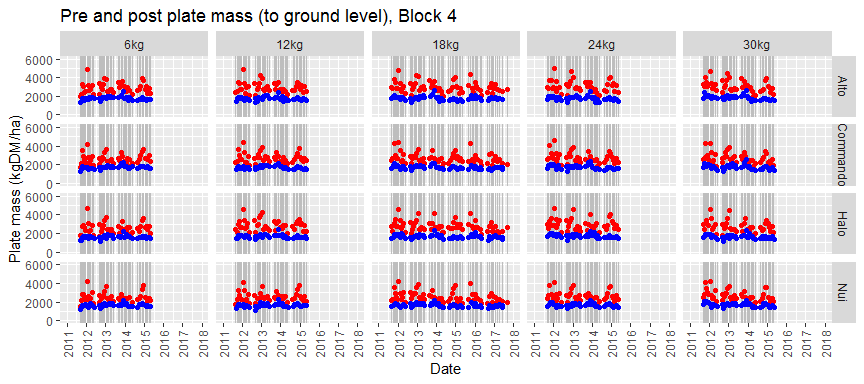 Pre and post plate mass (to ground level), Block 4
6kg 12kg 18kg 24kg 30kg
Plate mass (kgDM/ha)
6000
4000
2000
0
Alto
6000
4000
2000
0
Commando
6000
4000
2000
0
Halo
6000
4000
2000
0
Nui
2011 2012 2013 2014 2015 2016 2017 2018 2011 2012 2013 2014 2015 2016 2017 2018 2011 2012 2013 2014 2015 2016 2017 2018 2011 2012 2013 2014 2015 2016 2017 2018 2011 2012 2013 2014 2015 2016 2017 2018
Date